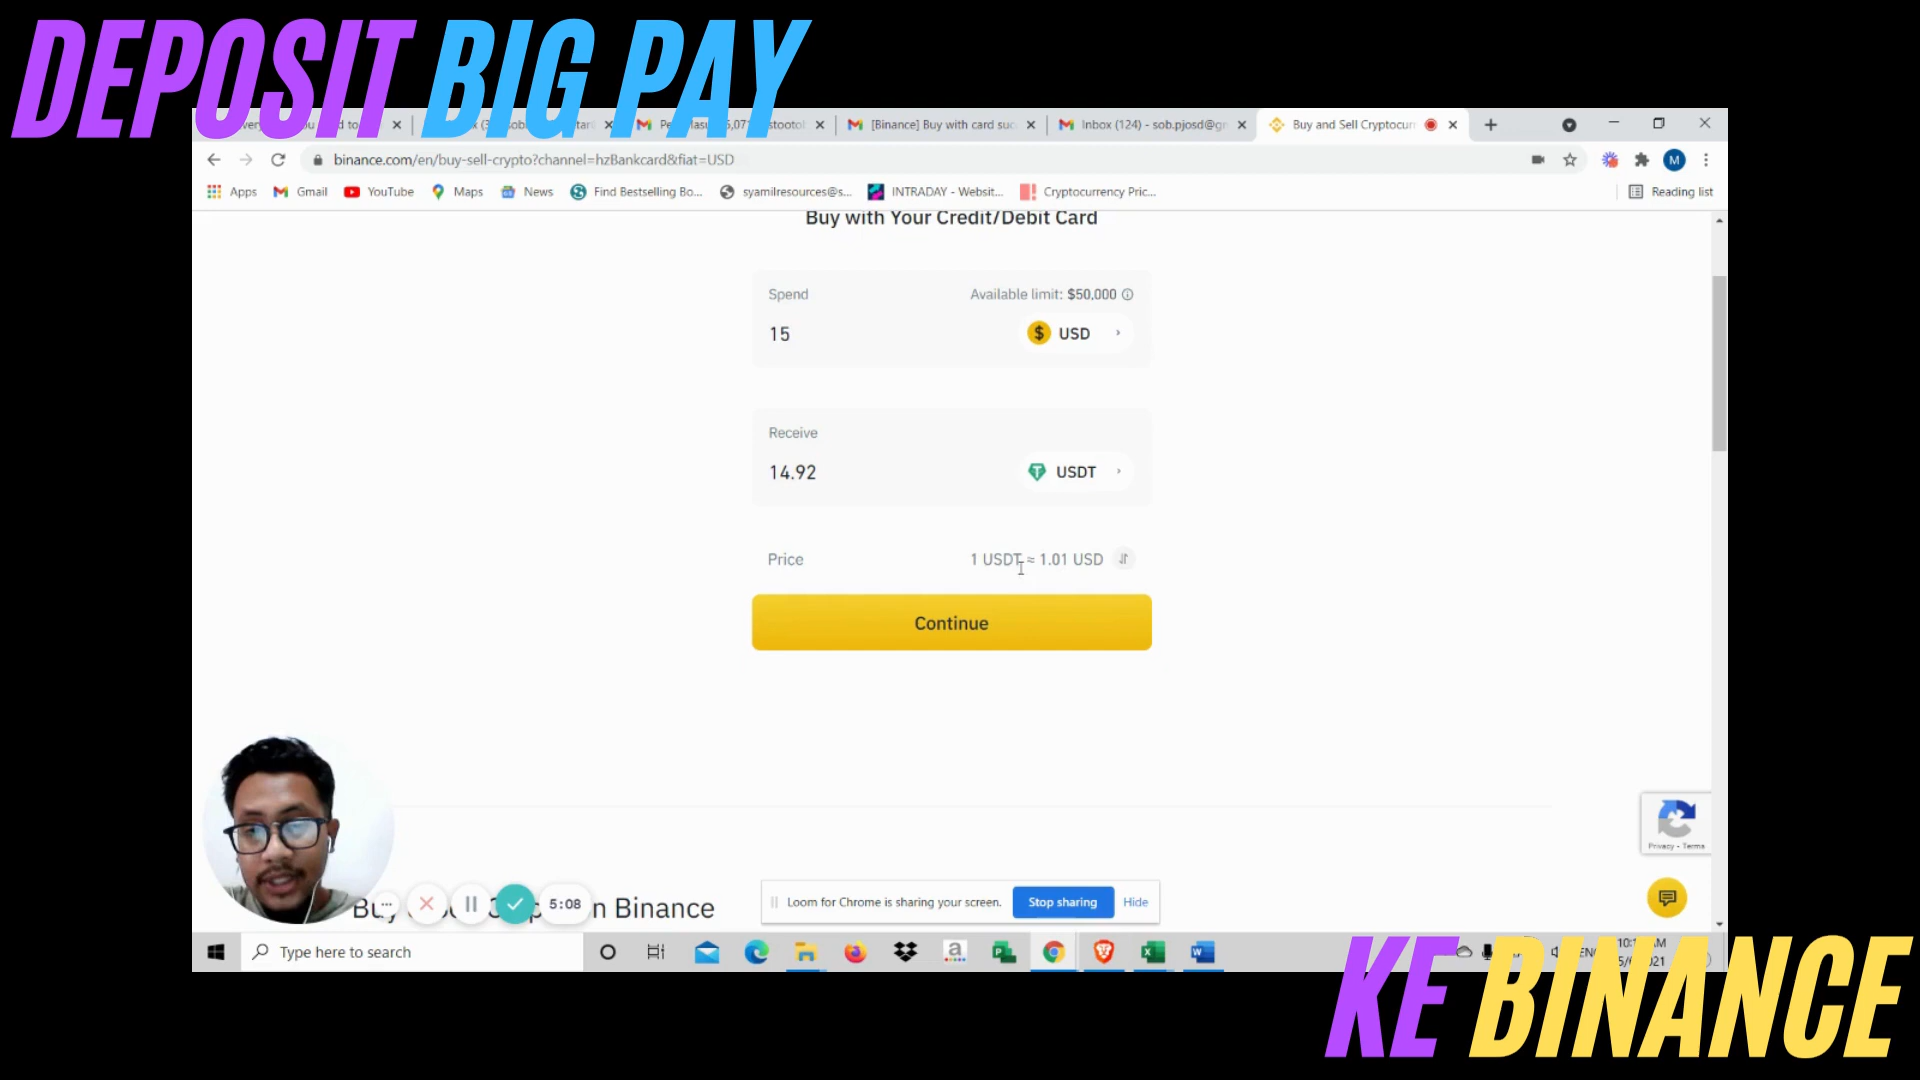 DEPOSIT BIG PAY
[Binance] Buy with card suc
Inbox (124) - sob.pjosd@gm
Buy and Sell Cryptocurr
binance.com/en/buy-sell-crypto?channel=hzBankcard&fiat=USD
M
Apps
Gmail
YouTube
Maps
News
Find Bestselling Bo...
syamilresources@s...
INTRADAY - Websit...
Cryptocurrency Pric...
Reading list
Buy with Your Credit/Debit Card
Spend
Available limit: $50,000
15
USD
Receive
14.92
USDT
Price
1 USDT ≈ 1.01 USD
Continue
Privacy - Terms
5:08
n Binance
Loom for Chrome is sharing your screen.
Stop sharing
Hide
Type here to search
KE BINANCE